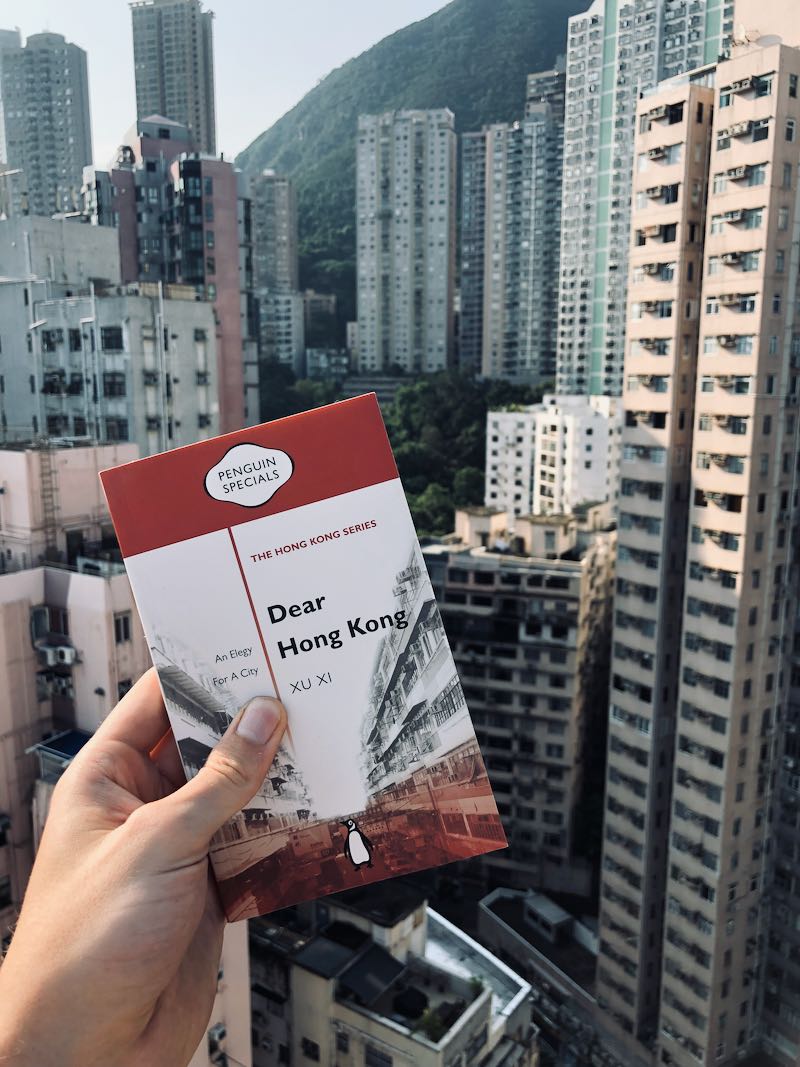 PENGUIN
SPECIALS
THE HONG KONG SERIES
Dear
Hong Kong
An Elegy
For A City
XU XI